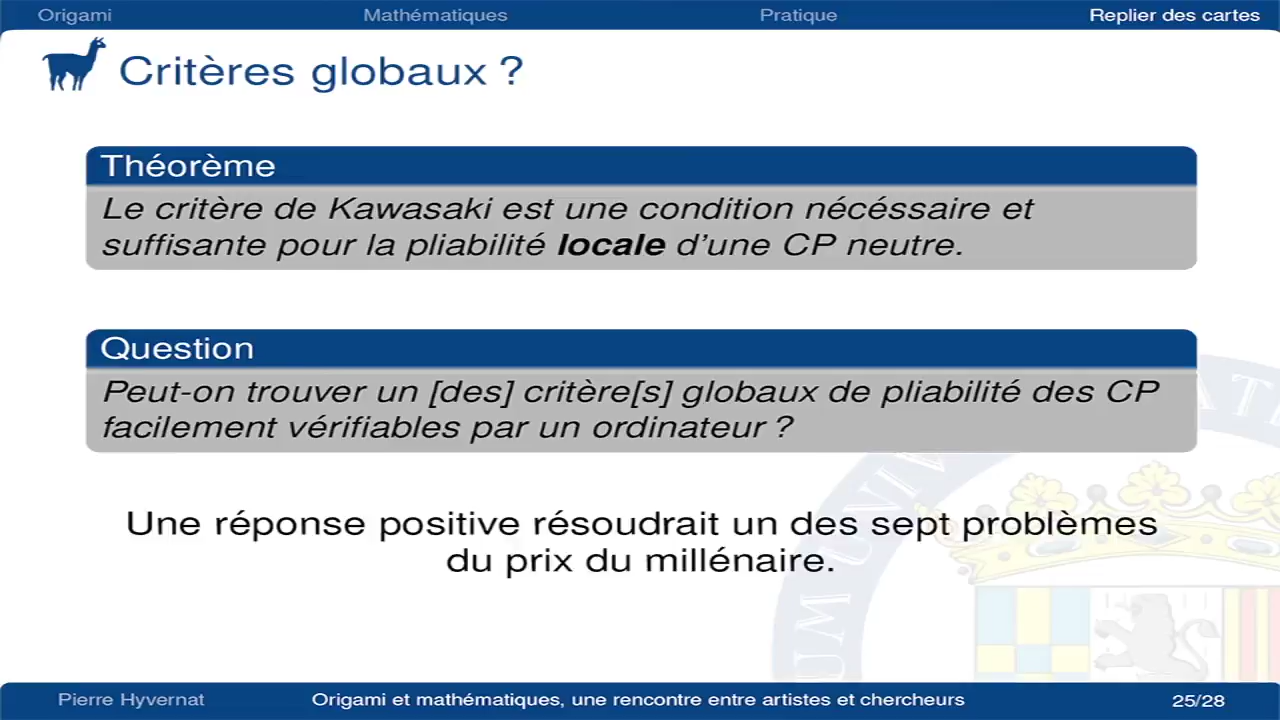 Origami Mathématiques Pratique Replier des cartes
Critères globaux ?
Théorème
Le critère de Kawasaki est une condition nécéssaire et
suffisante pour la pliabilité locale d'une CP neutre.
Question
Peut-on trouver un [des] critère[s] globaux de pliabilité des CP
facilement vérifiables par un ordinateur ?
Une réponse positive résoudrait un des sept problèmes
du prix du millénaire.
Pierre Hyvernat Origami et mathématiques, une rencontre entre artistes et chercheurs 25/28